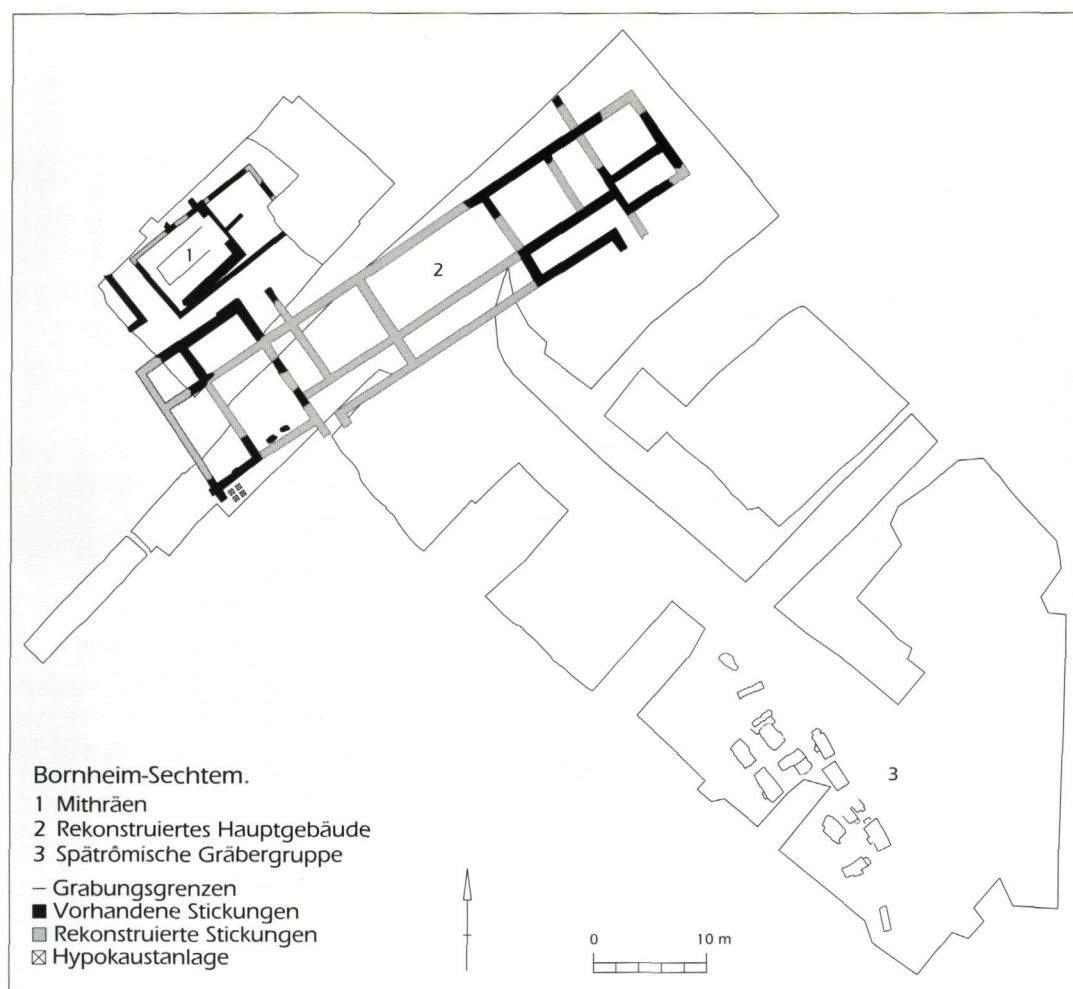 1
2
3
Bornheim-Sechtem.
1 Mithräen
2 Rekonstruiertes Hauptgebäude
3 Spätrômische Gräbergruppe
– Grabungsgrenzen
■ Vorhandene Stickungen
■ Rekonstruierte Stickungen
⊠ Hypokaustanlage
0 10 m